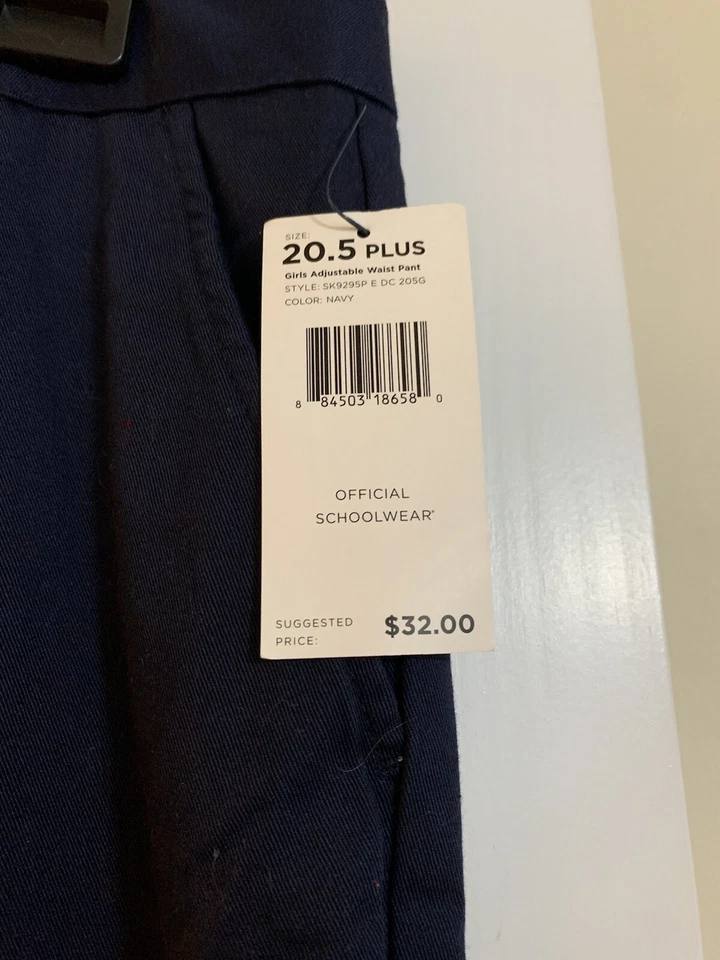 SIZE:
20.5 PLUS
Girls Adjustable Waist Pant
STYLE: SK9295P E DC 205G
COLOR: NAVY
8 84503 18658 0
OFFICIAL
SCHOOLWEAR®
SUGGESTED
PRICE: $32.00